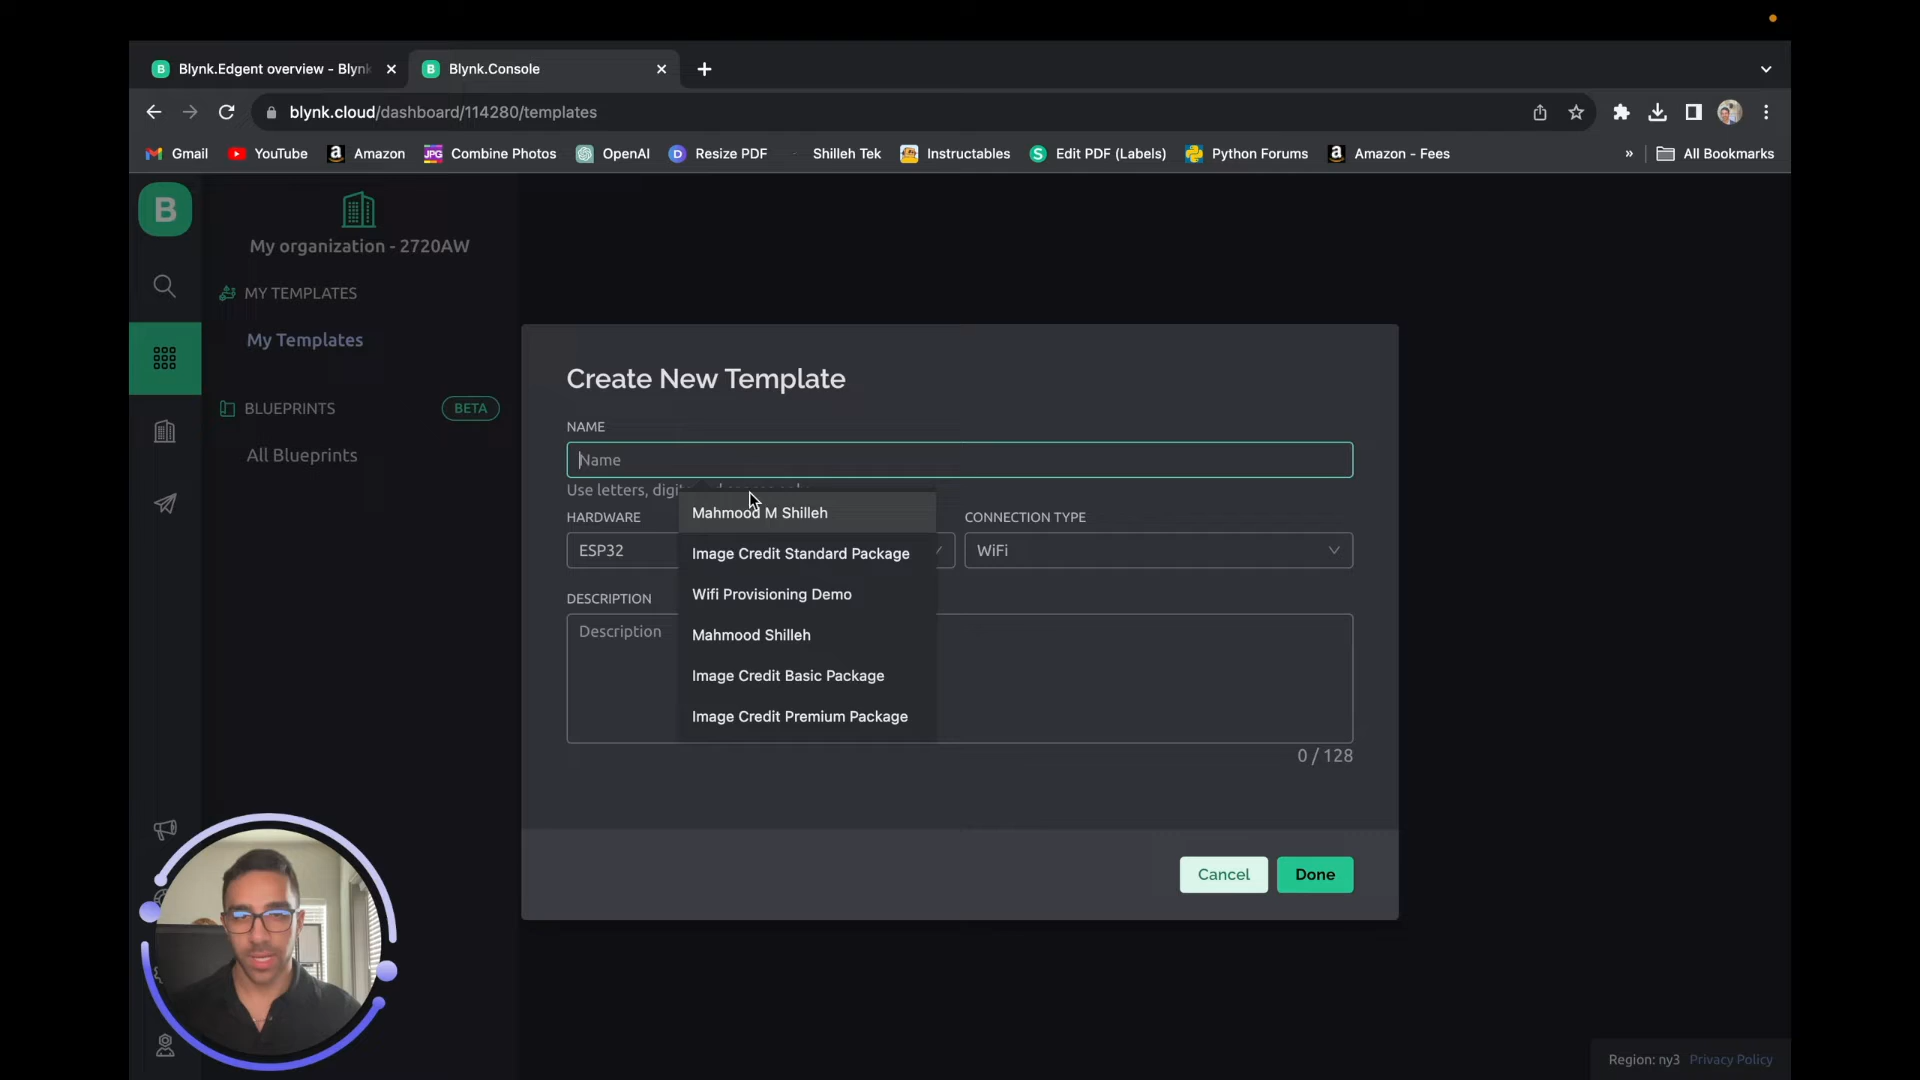 Blynk.Edgent overview - Blynk
Blynk.Console
blynk.cloud/dashboard/114280/templates
Gmail
YouTube
Amazon
JPG
Combine Photos
OpenAI
D
Resize PDF
Shilleh Tek
Instructables
S
Edit PDF (Labels)
Python Forums
Amazon - Fees
»
All Bookmarks
B
My organization - 2720AW
MY TEMPLATES
My Templates
BLUEPRINTS
BETA
All Blueprints
Create New Template
NAME
Name
Use letters, digits
HARDWARE
ESP32
CONNECTION TYPE
WiFi
Mahmood M Shilleh
Image Credit Standard Package
Wifi Provisioning Demo
Mahmood Shilleh
Image Credit Basic Package
Image Credit Premium Package
DESCRIPTION
Description
0 / 128
Cancel
Done
Region: ny3
Privacy Policy